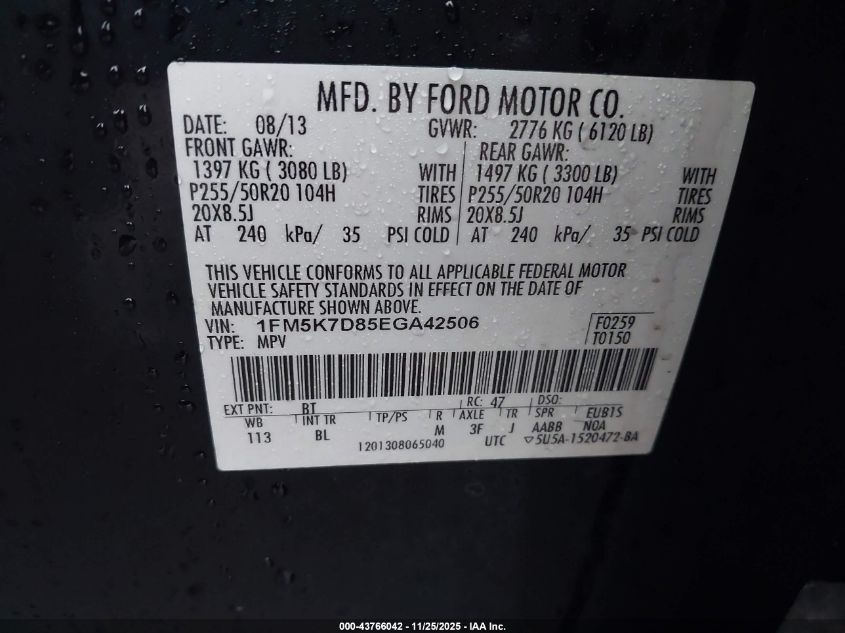 MFD. BY FORD MOTOR CO.
DATE: 08/13 GVWR: 2776 KG ( 6120 LB)
FRONT GAWR: REAR GAWR:
1397 KG ( 3080 LB) WITH 1497 KG ( 3300 LB) WITH
P255/50R20 104H TIRES P255/50R20 104H TIRES
20X8.5J RIMS 20X8.5J RIMS
AT 240 kPa/ 35 PSI COLD AT 240 kPa/ 35 PSI COLD
THIS VEHICLE CONFORMS TO ALL APPLICABLE FEDERAL MOTOR
VEHICLE SAFETY STANDARDS IN EFFECT ON THE DATE OF
MANUFACTURE SHOWN ABOVE.
VIN: 1FM5K7D85EGA42506 F0259
TYPE: MPV T0150
EXT PNT: BT RC: 47 DSO:
WB INT TR TP/PS R AXLE TR SPR EUB1S
113 BL M 3F J AABB NOA
1201308065040 UTC ▽5U5A-1520472-BA
000-43766042 - 11/25/2025 - IAA Inc.